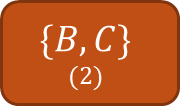 {B, C}
(2)